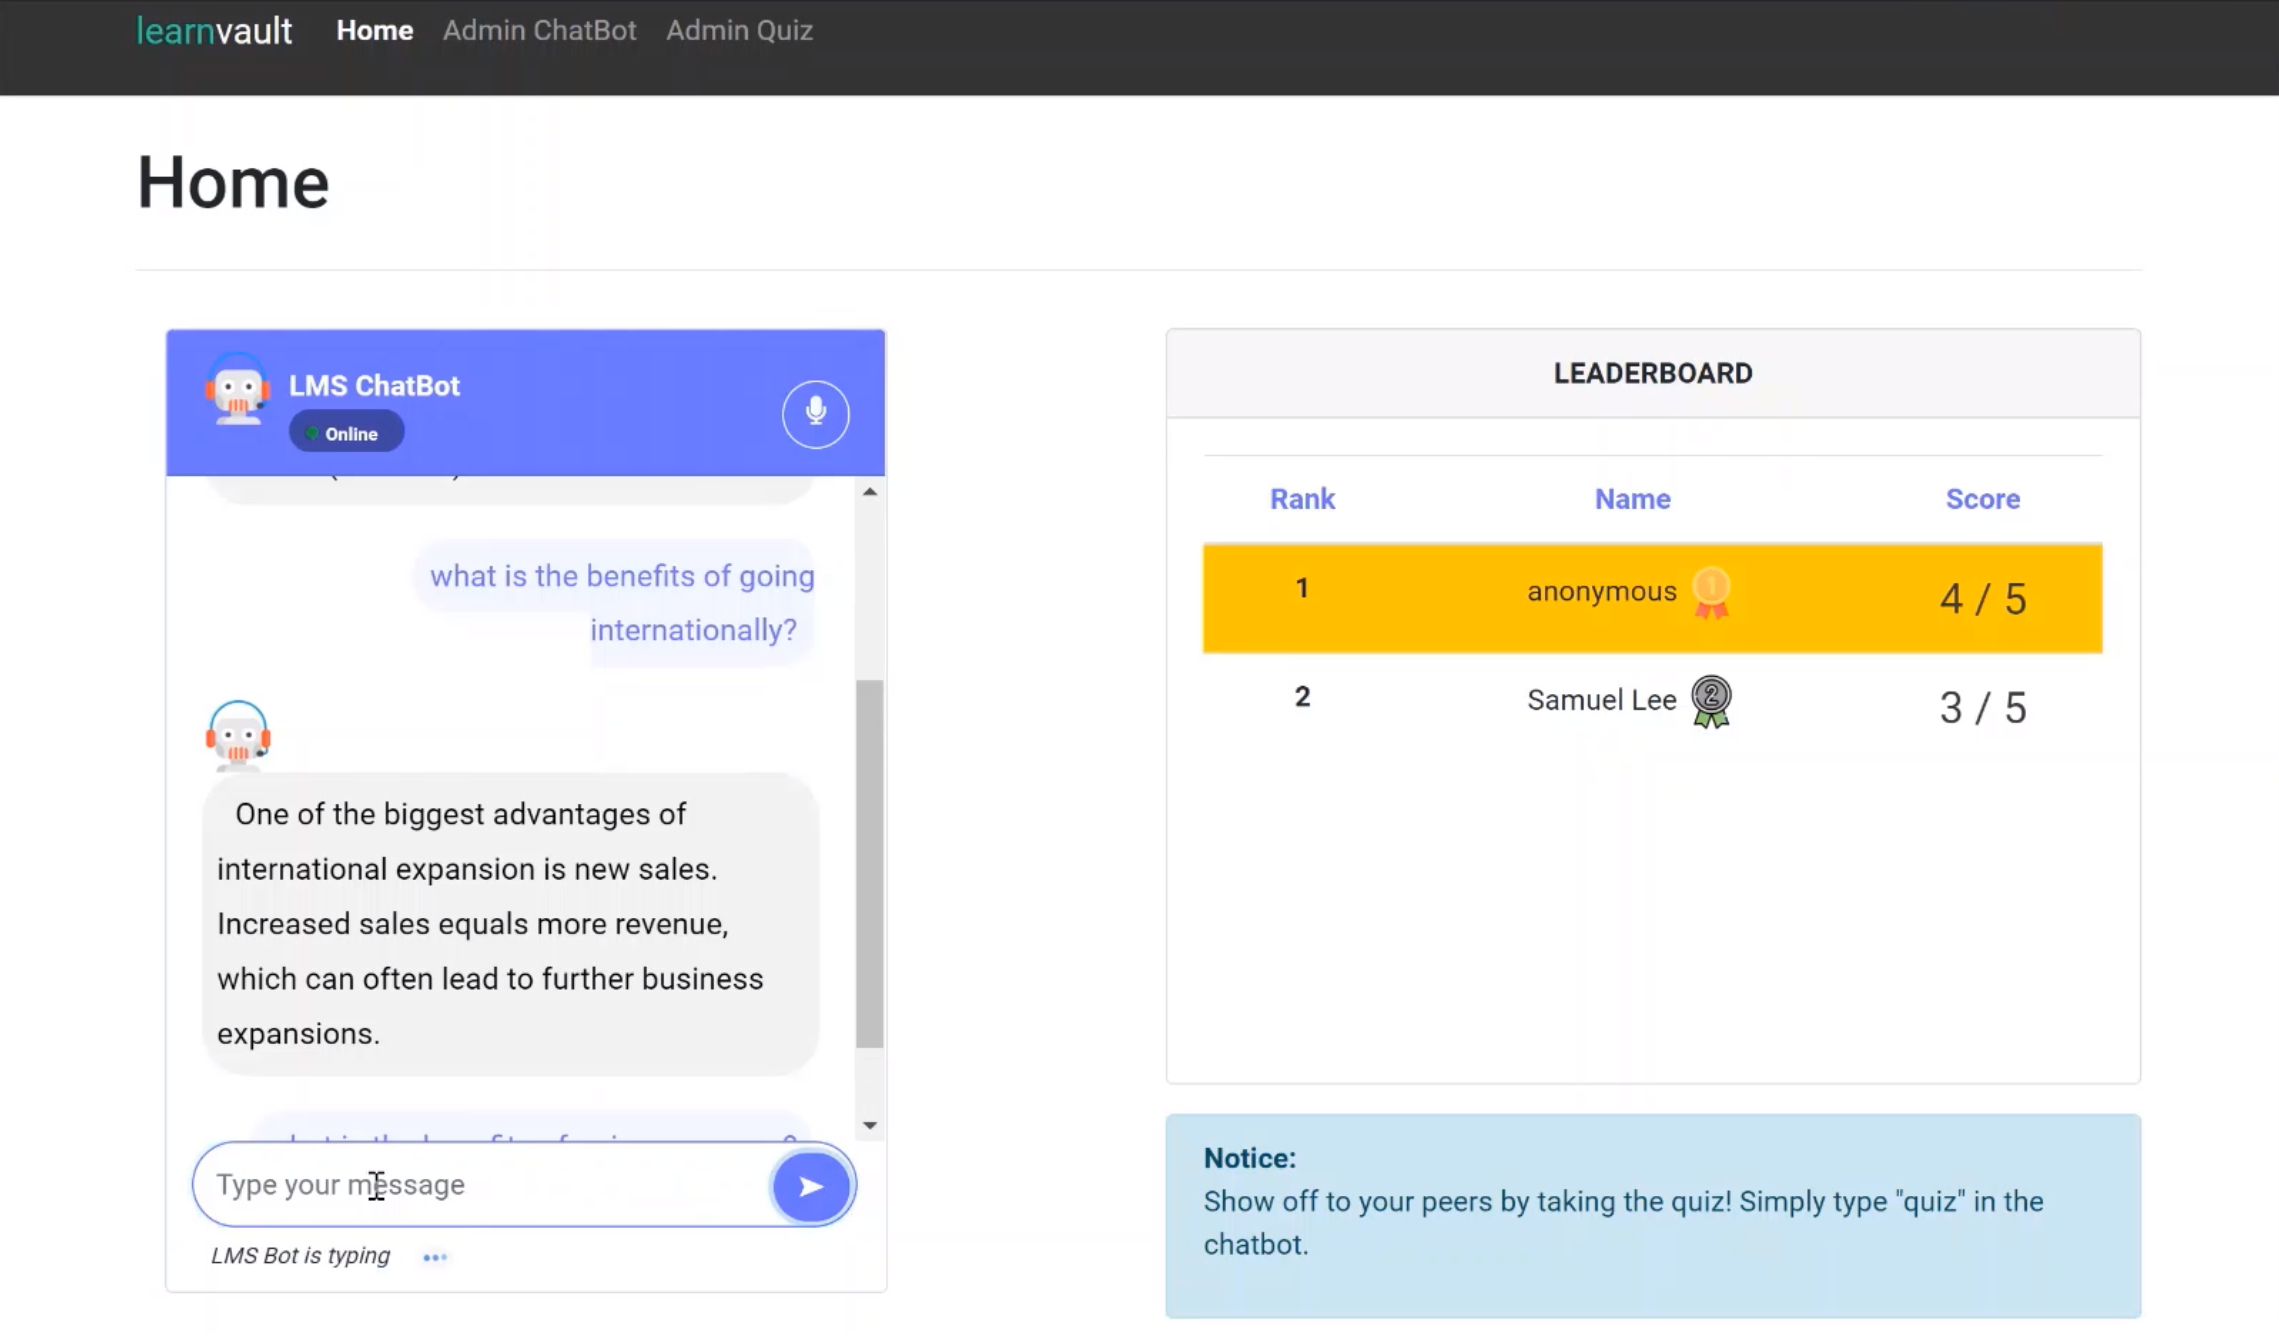 learnvault Home Admin ChatBot Admin Quiz
Home
LMS ChatBot
Online
what is the benefits of going
internationally?
One of the biggest advantages of
international expansion is new sales.
Increased sales equals more revenue,
which can often lead to further business
expansions.
Type your message
LMS Bot is typing
LEADERBOARD
Rank Name Score
1 anonymous 1 4 / 5
2 Samuel Lee 2 3 / 5
Notice:
Show off to your peers by taking the quiz! Simply type "quiz" in the
chatbot.